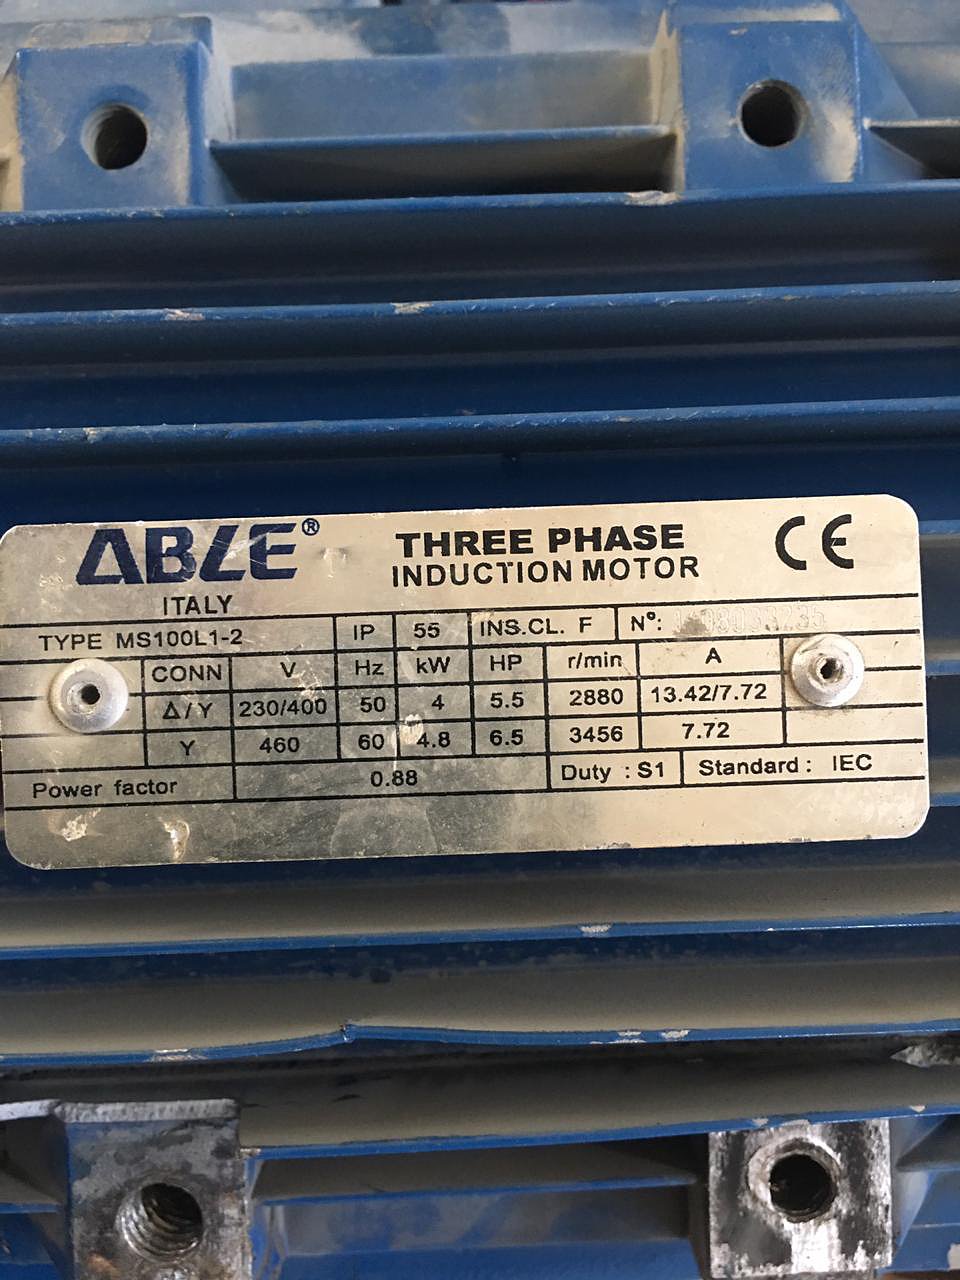 ABLE®
ITALY
THREE PHASE
INDUCTION MOTOR
CE
TYPE MS100L1-2 IP 55 INS.CL. F Nº:
CONN V Hz kW HP r/min A
Δ/Y 230/400 50 4 5.5 2880 13.42/7.72
Y 460 60 4.8 6.5 3456 7.72
Power factor 0.88 Duty : S1 Standard : IEC